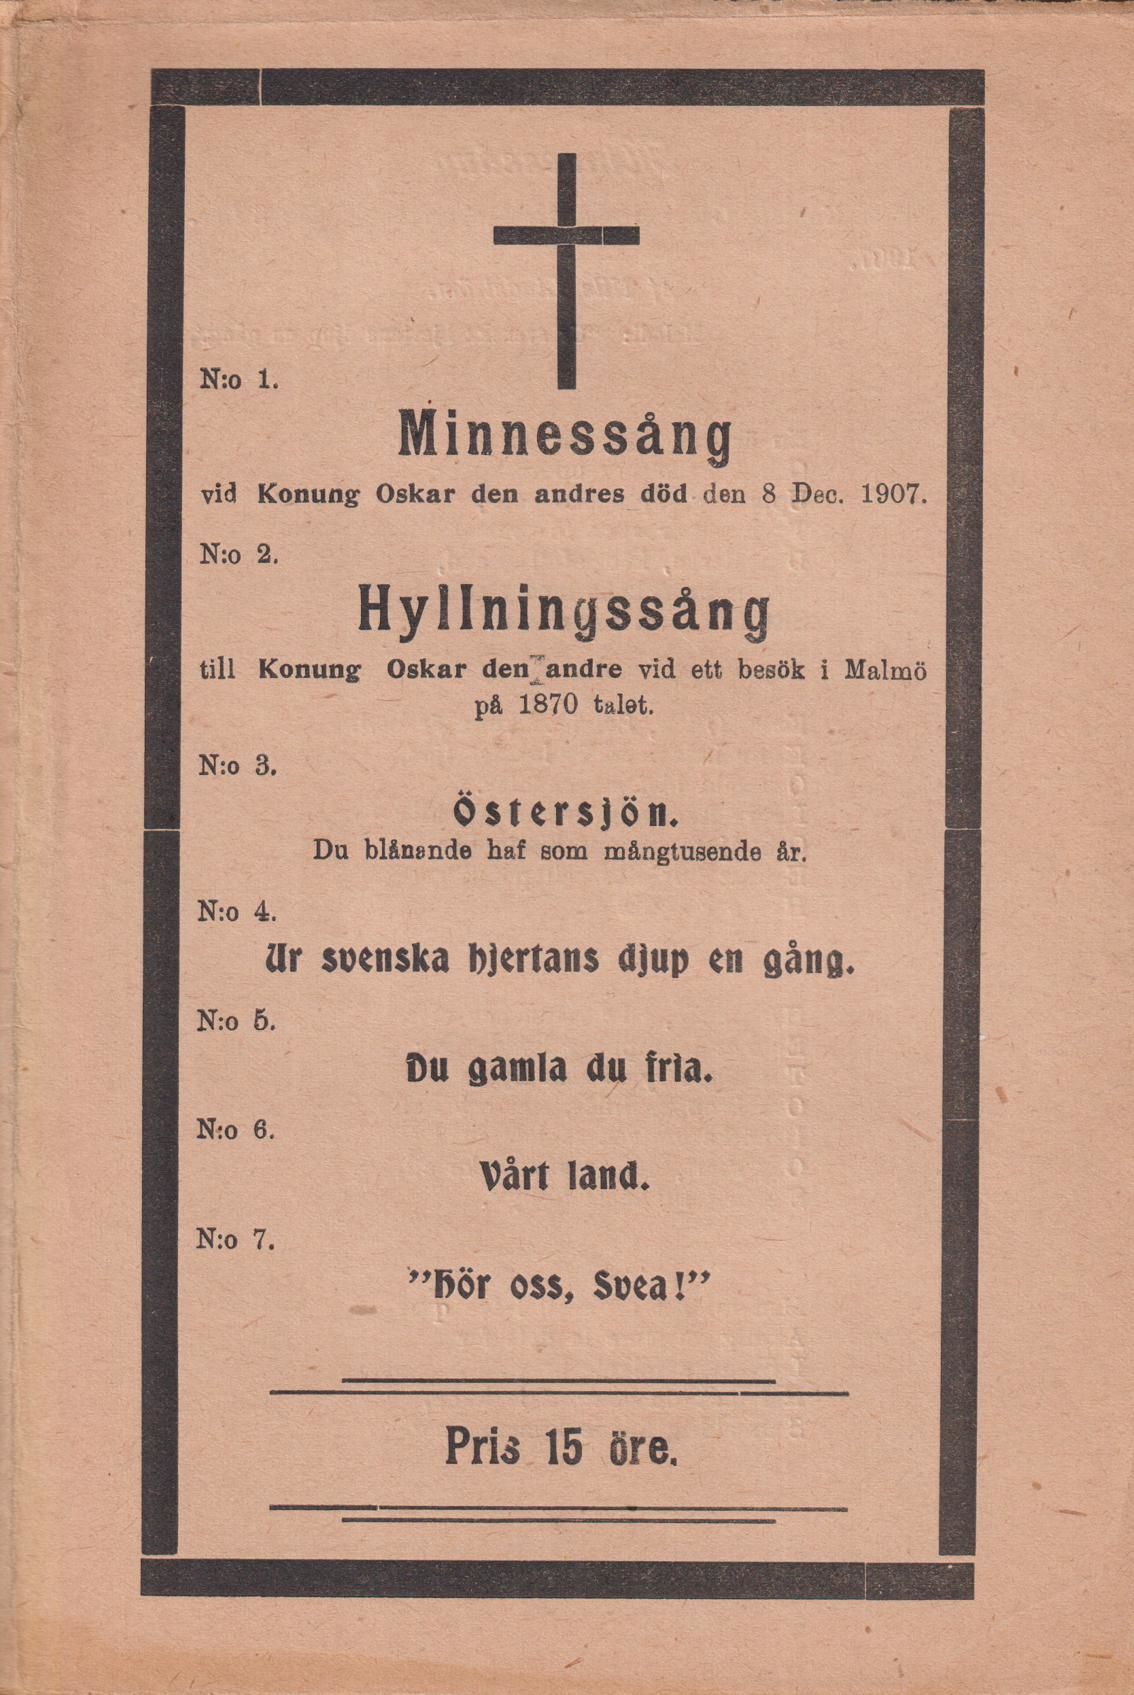 N:o 1.
Minnessång
vid Konung Oskar den andres död den 8 Dec. 1907.
N:o 2.
Hyllningssång
till Konung Oskar den andre vid ett besök i Malmö
på 1870 talet.
N:o 3.
Östersjön.
Du blånande haf som mångtusende år.
N:o 4.
Ur svenska hjertans djup en gång.
N:o 5.
Du gamla du fria.
N:o 6.
Vårt land.
N:o 7.
”Hör oss, Svea!”
Pris 15 öre.